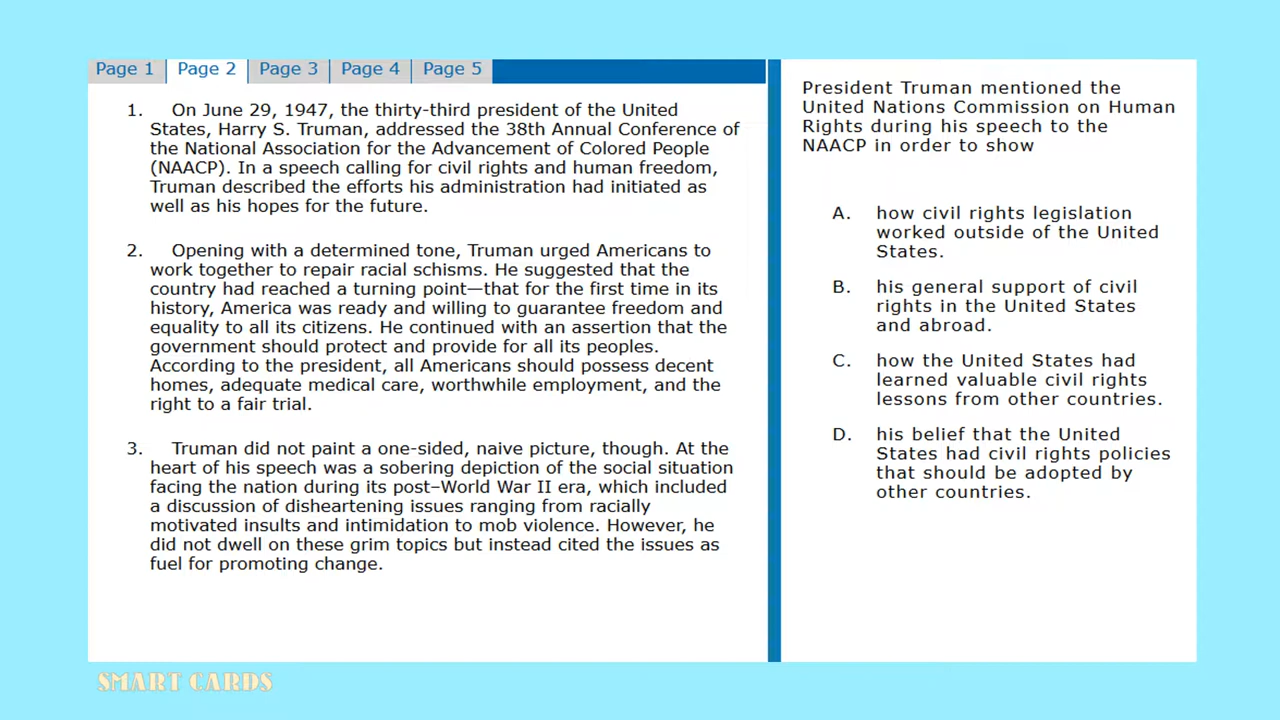 Page 1 Page 2 Page 3 Page 4 Page 5
1. On June 29, 1947, the thirty-third president of the United
States, Harry S. Truman, addressed the 38th Annual Conference of
the National Association for the Advancement of Colored People
(NAACP). In a speech calling for civil rights and human freedom,
Truman described the efforts his administration had initiated as
well as his hopes for the future.
2. Opening with a determined tone, Truman urged Americans to
work together to repair racial schisms. He suggested that the
country had reached a turning point—that for the first time in its
history, America was ready and willing to guarantee freedom and
equality to all its citizens. He continued with an assertion that the
government should protect and provide for all its peoples.
According to the president, all Americans should possess decent
homes, adequate medical care, worthwhile employment, and the
right to a fair trial.
3. Truman did not paint a one-sided, naive picture, though. At the
heart of his speech was a sobering depiction of the social situation
facing the nation during its post–World War II era, which included
a discussion of disheartening issues ranging from racially
motivated insults and intimidation to mob violence. However, he
did not dwell on these grim topics but instead cited the issues as
fuel for promoting change.
President Truman mentioned the
United Nations Commission on Human
Rights during his speech to the
NAACP in order to show
A. how civil rights legislation
worked outside of the United
States.
B. his general support of civil
rights in the United States
and abroad.
C. how the United States had
learned valuable civil rights
lessons from other countries.
D. his belief that the United
States had civil rights policies
that should be adopted by
other countries.
SMART CARDS